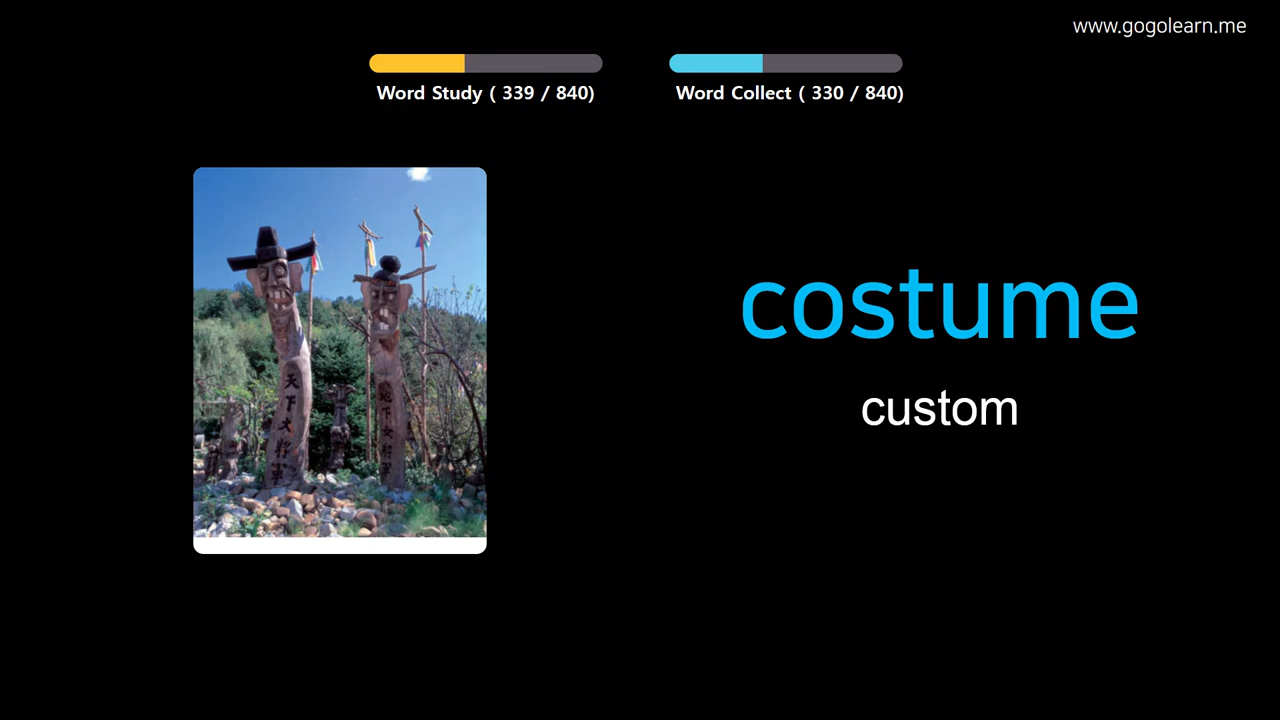 www.gogolearn.me
Word Study ( 339 / 840)
Word Collect ( 330 / 840)
costume
custom
天下大將軍
地下女將軍